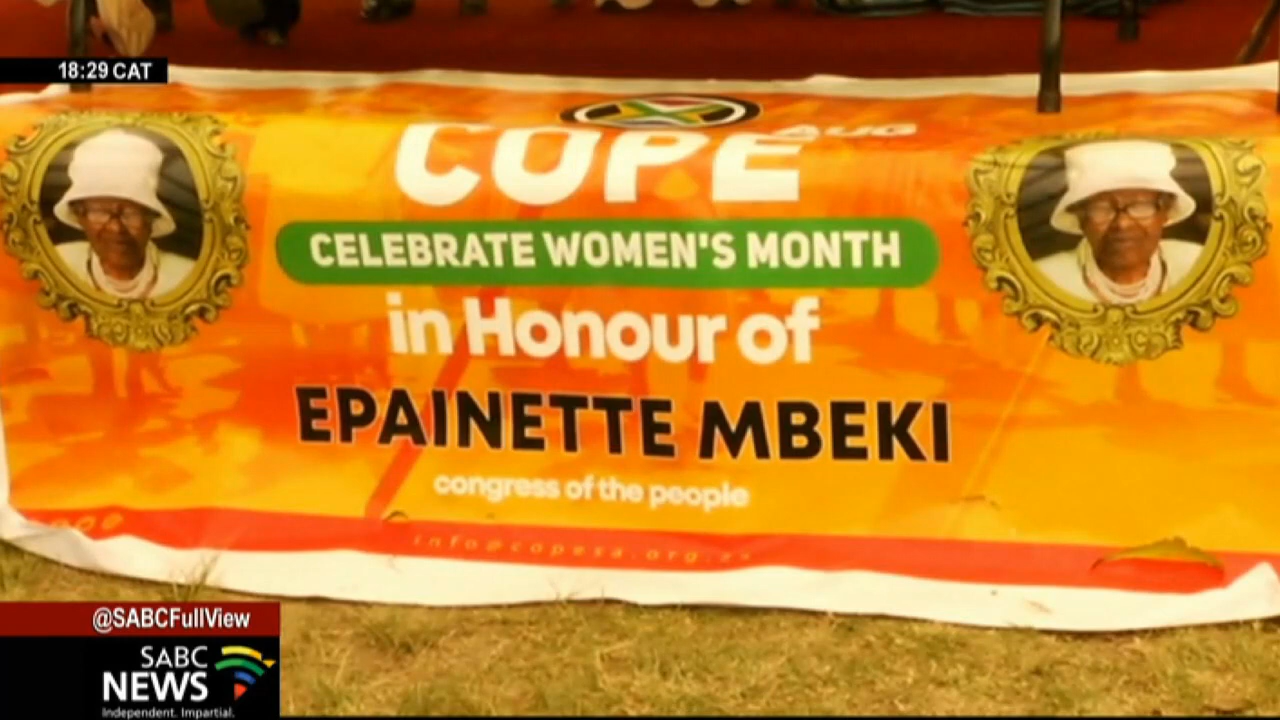 18:29 CAT
AUG
COPE
CELEBRATE WOMEN'S MONTH
in Honour of
EPAINETTE MBEKI
congress of the people
@SABCFullView
SABC
NEWS
Independent. Impartial.